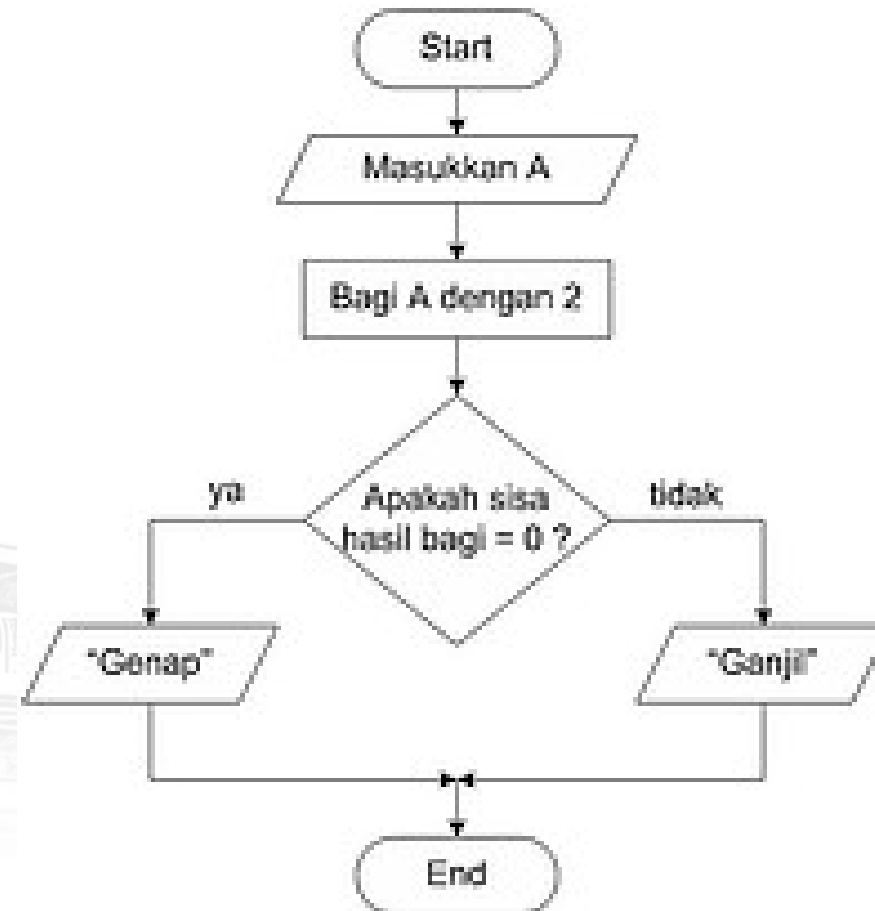 Start
Masukkan A
Bagi A dengan 2
ya
Apakah sisa
hasil bagi = 0 ?
tidak
"Genap"
"Ganjil"
End